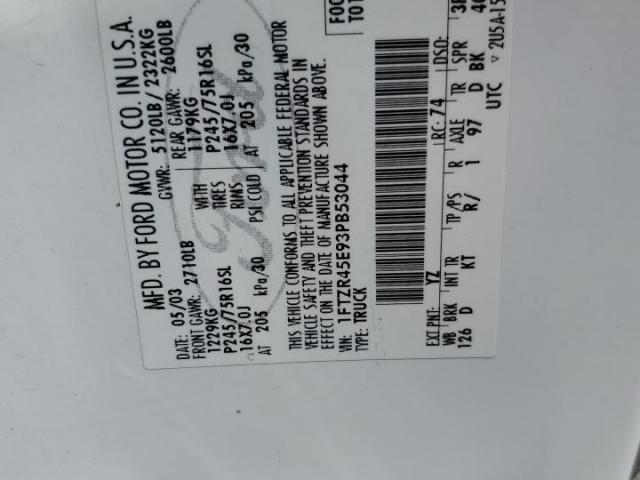 MFD. BY FORD MOTOR CO. IN U.S.A.
DATE: 05/03 GVWR: 5120LB / 2322KG
FRONT GAWR: 2710LB REAR GAWR: 2600LB
1229KG 1179KG
P245/75R16SL WITH TIRES P245/75R16SL
16X7.0J RIMS 16X7.0J
AT 205 kPa/30 PSI COLD AT 205 kPa/30
THIS VEHICLE CONFORMS TO ALL APPLICABLE FEDERAL MOTOR
VEHICLE SAFETY AND THEFT PREVENTION STANDARDS IN
EFFECT ON THE DATE OF MANUFACTURE SHOWN ABOVE.
VIN: 1FTZR45E93PB53044
TYPE: TRUCK
EXT PNT: YZ RC: 74 DSO:
WB BRK INT TR TP/PS R AXLE TR SPR
126 D KT R/ 1 97 D BK
UTC ▽ 2U5A-15